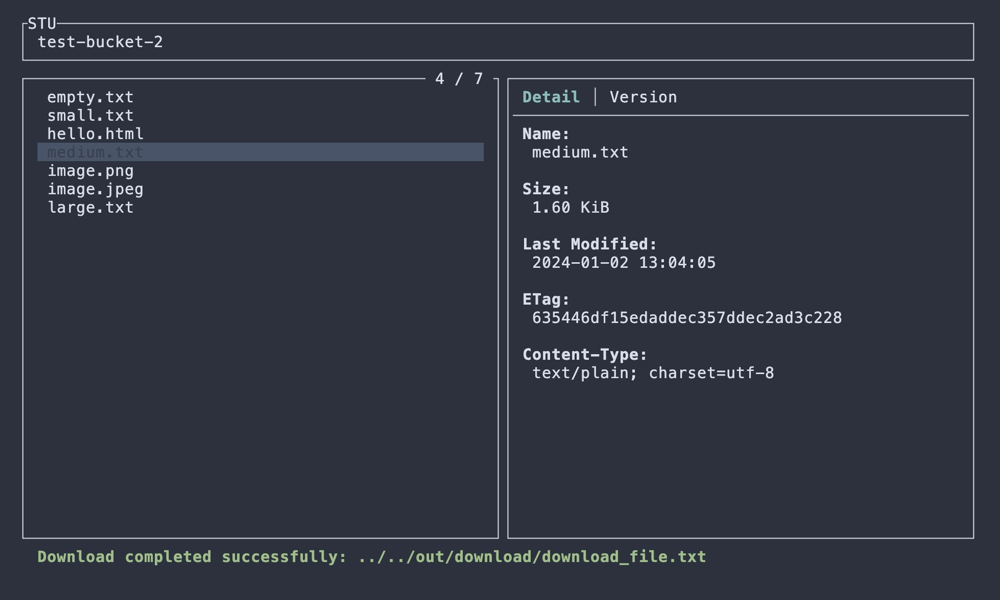 STU
test-bucket-2
4 / 7
empty.txt
small.txt
hello.html
medium.txt
image.png
image.jpeg
large.txt
Detail │ Version
Name:
medium.txt
Size:
1.60 KiB
Last Modified:
2024-01-02 13:04:05
ETag:
635446df15edaddec357ddec2ad3c228
Content-Type:
text/plain; charset=utf-8
Download completed successfully: ../../out/download/download_file.txt